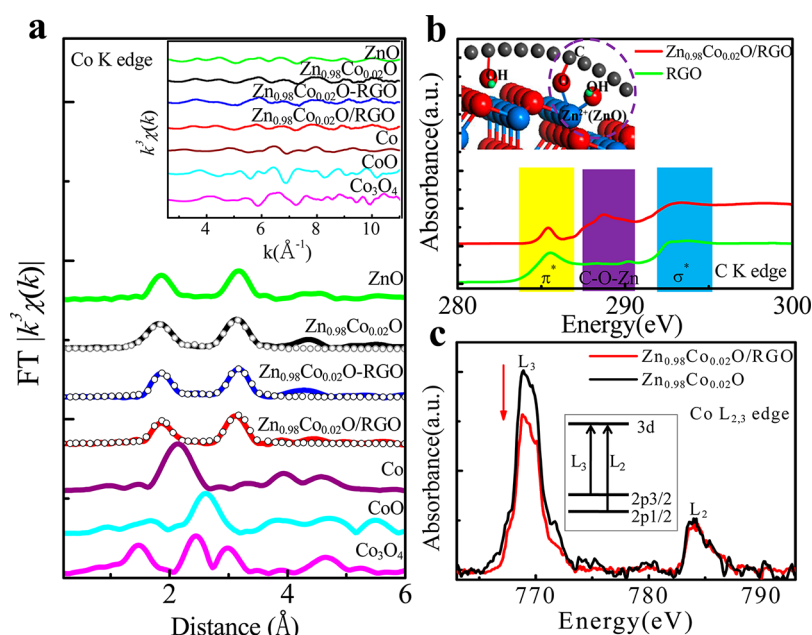 a
Co K edge
ZnO
Zn0.98Co0.02O
Zn0.98Co0.02O-RGO
Zn0.98Co0.02O/RGO
Co
CoO
Co3O4
k³χ(k)
4 6 8 10
k(Å⁻¹)
ZnO
Zn0.98Co0.02O
Zn0.98Co0.02O-RGO
Zn0.98Co0.02O/RGO
Co
CoO
Co3O4
FT |k³χ(k)|
2 4 6
Distance (Å)
b
Zn0.98Co0.02O/RGO
RGO
C
OH
O
OH
Zn²⁺(ZnO)
Absorbance(a.u.)
π* C-O-Zn σ* C K edge
280 290 300
Energy(eV)
c
L3
Zn0.98Co0.02O/RGO
Zn0.98Co0.02O
Co L2,3 edge
3d
L3 L2
2p3/2
2p1/2
L2
Absorbance(a.u.)
770 780 790
Energy(eV)